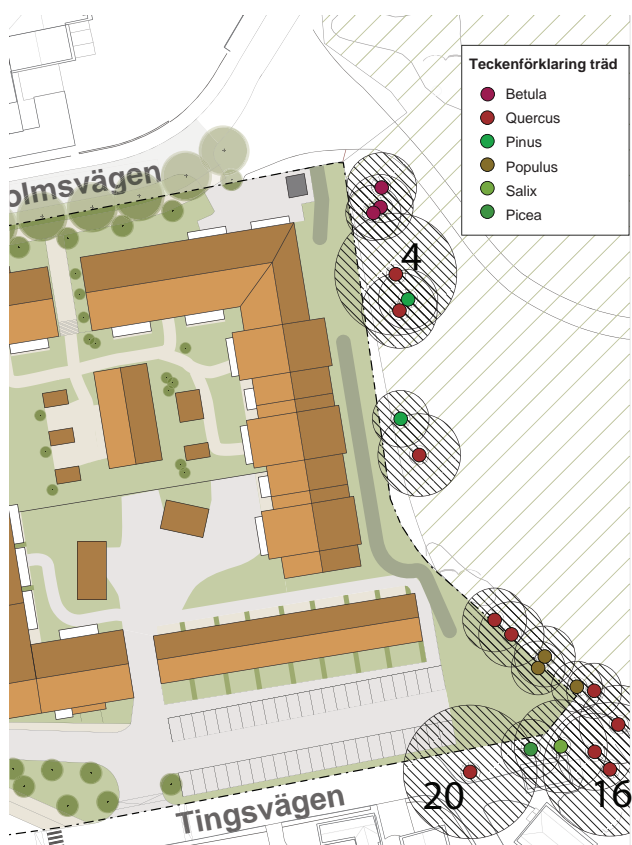 Teckenförklaring träd
Betula
Quercus
Pinus
Populus
Salix
Picea
olmsvägen
4
20
16
Tingsvägen